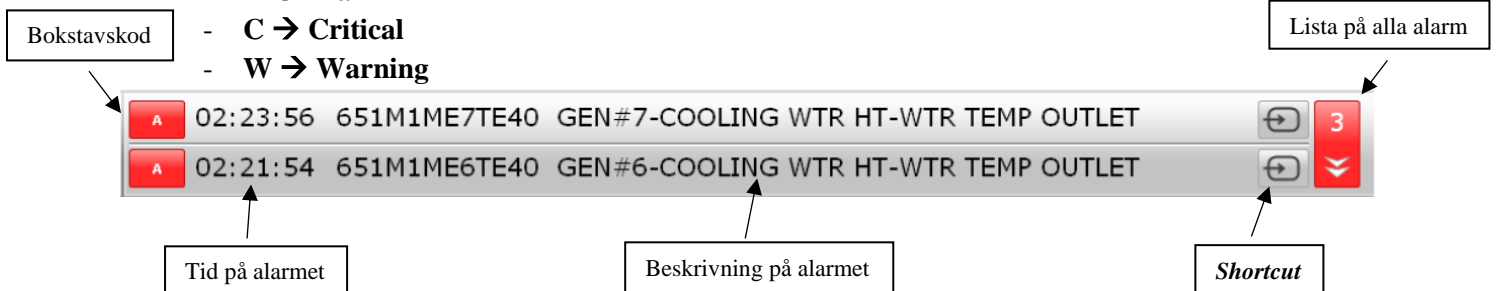 - C → Critical
Bokstavskod
Lista på alla alarm
- W → Warning
A 02:23:56 651M1ME7TE40 GEN#7-COOLING WTR HT-WTR TEMP OUTLET 3
A 02:21:54 651M1ME6TE40 GEN#6-COOLING WTR HT-WTR TEMP OUTLET
Tid på alarmet
Beskrivning på alarmet
Shortcut